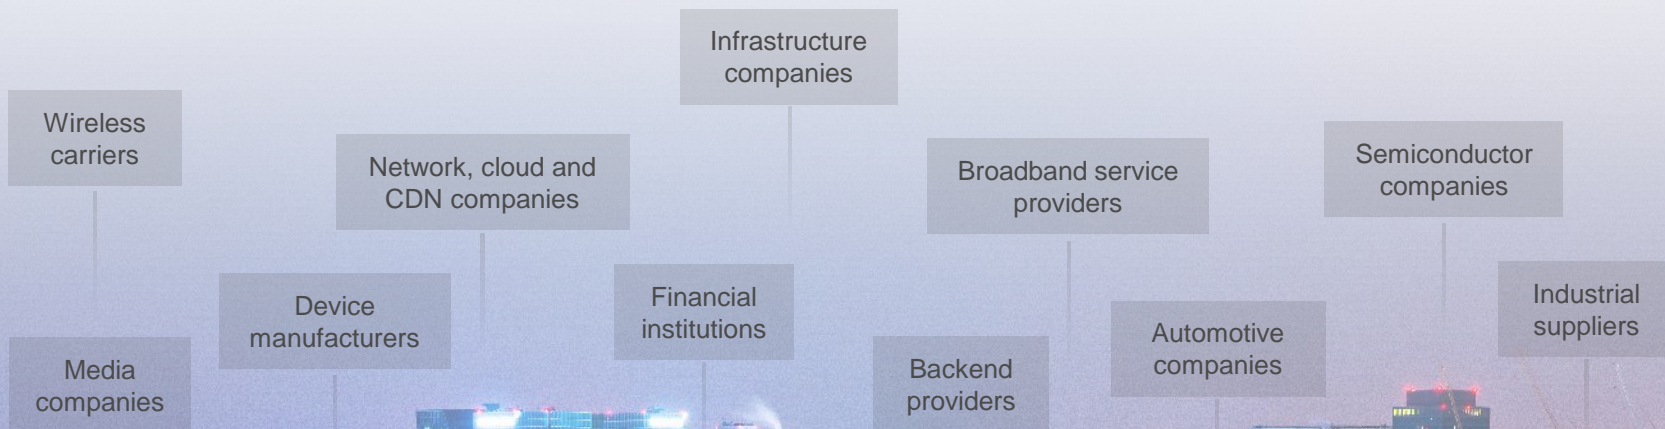 Infrastructure
companies
Wireless
carriers
Network, cloud and
CDN companies
Broadband service
providers
Semiconductor
companies
Device
manufacturers
Financial
institutions
Industrial
suppliers
Automotive
companies
Media
companies
Backend
providers